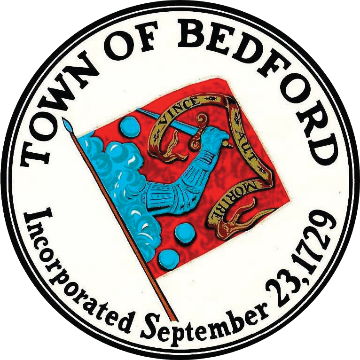 TOWN OF BEDFORD
VINCE
AUT
MORIRE
Incorporated September 23, 1729